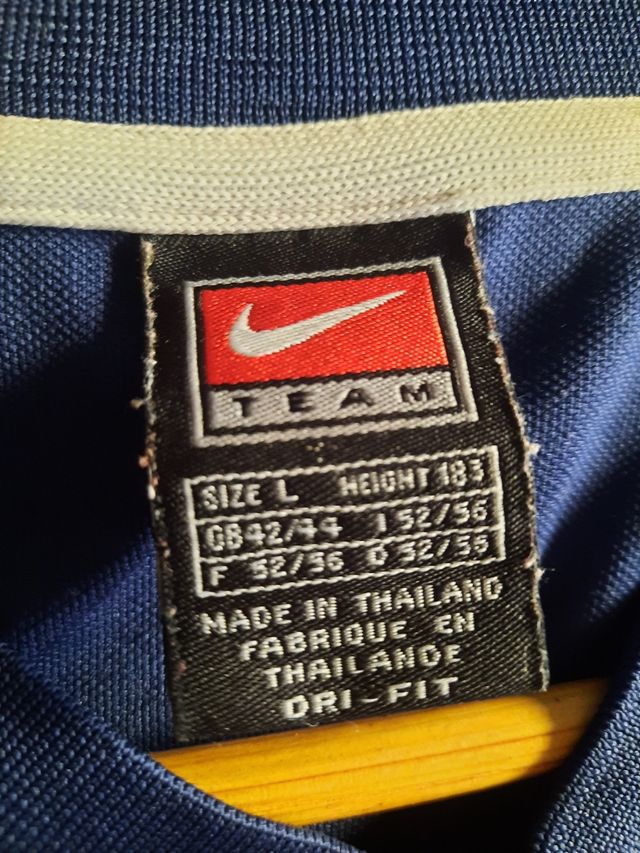 TEAM
SIZE L HEIGHT 183
GB 42/44 I 52/56
F 52/56 D 52/56
MADE IN THAILAND
FABRIQUE EN
THAILANDE
DRI-FIT